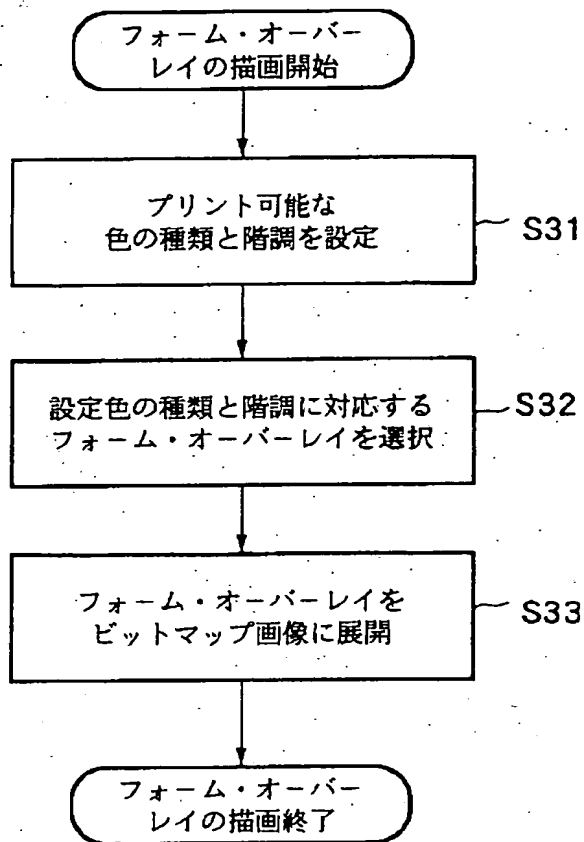 フォーム・オーバー
レイの描画開始
プリント可能な
色の種類と階調を設定
S31
設定色の種類と階調に対応する
フォーム・オーバーレイを選択
S32
フォーム・オーバーレイを
ビットマップ画像に展開
S33
フォーム・オーバー
レイの描画終了